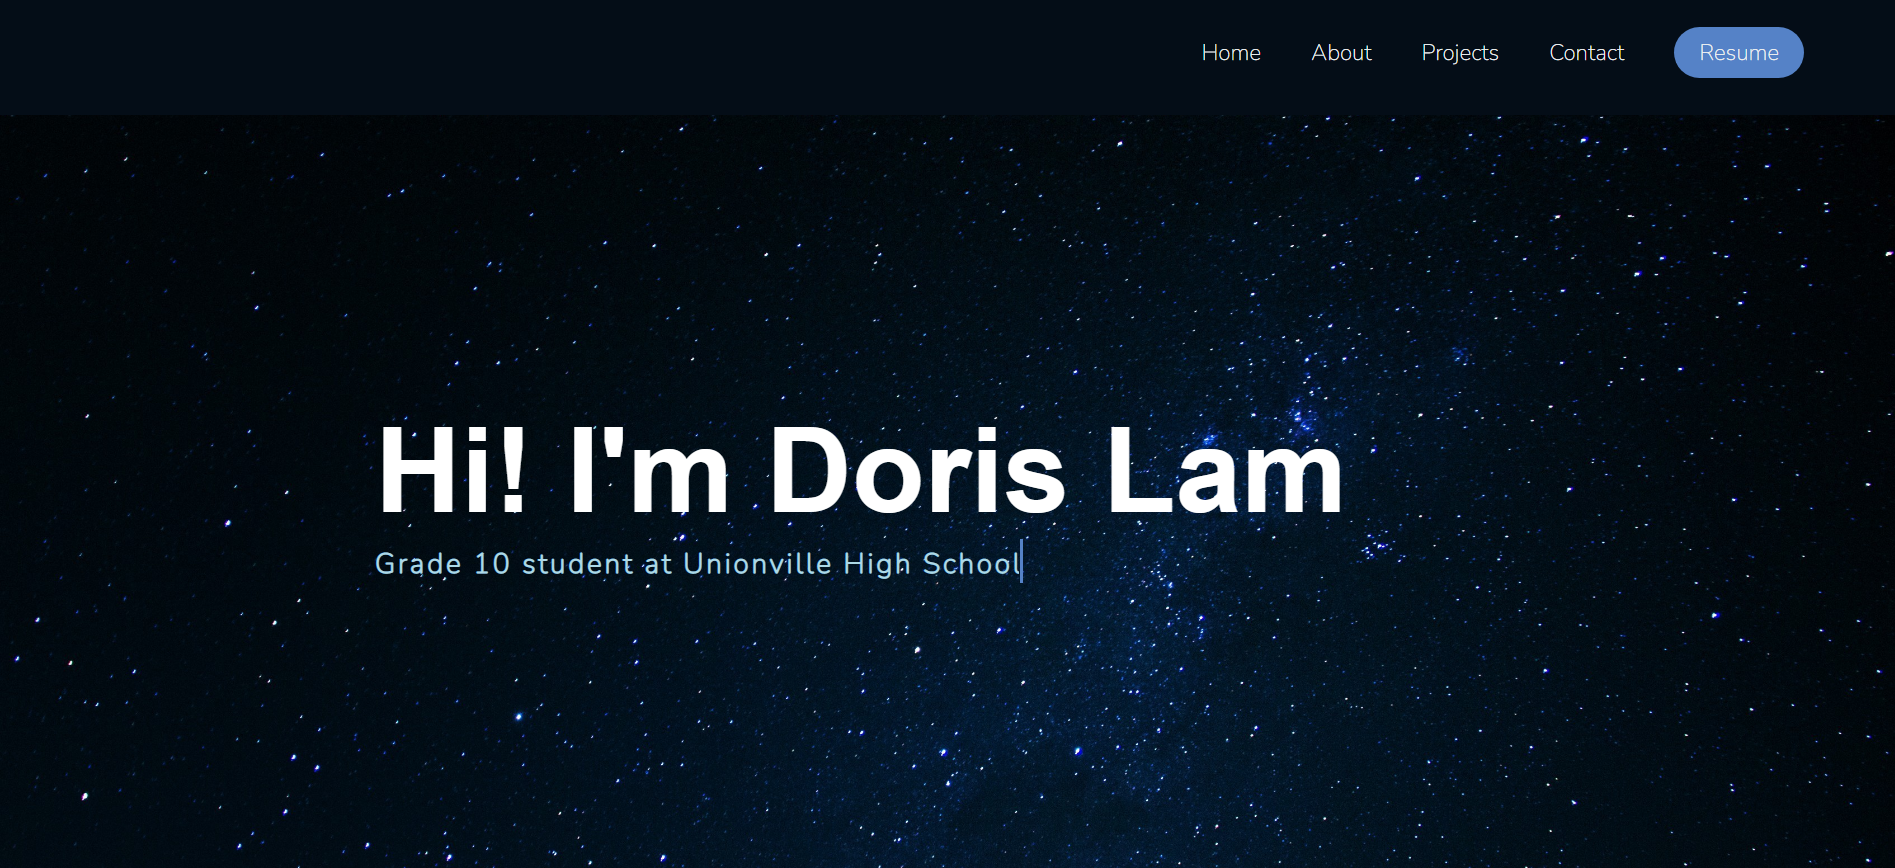 Home About Projects Contact Resume
Hi! I'm Doris Lam
Grade 10 student at Unionville High School